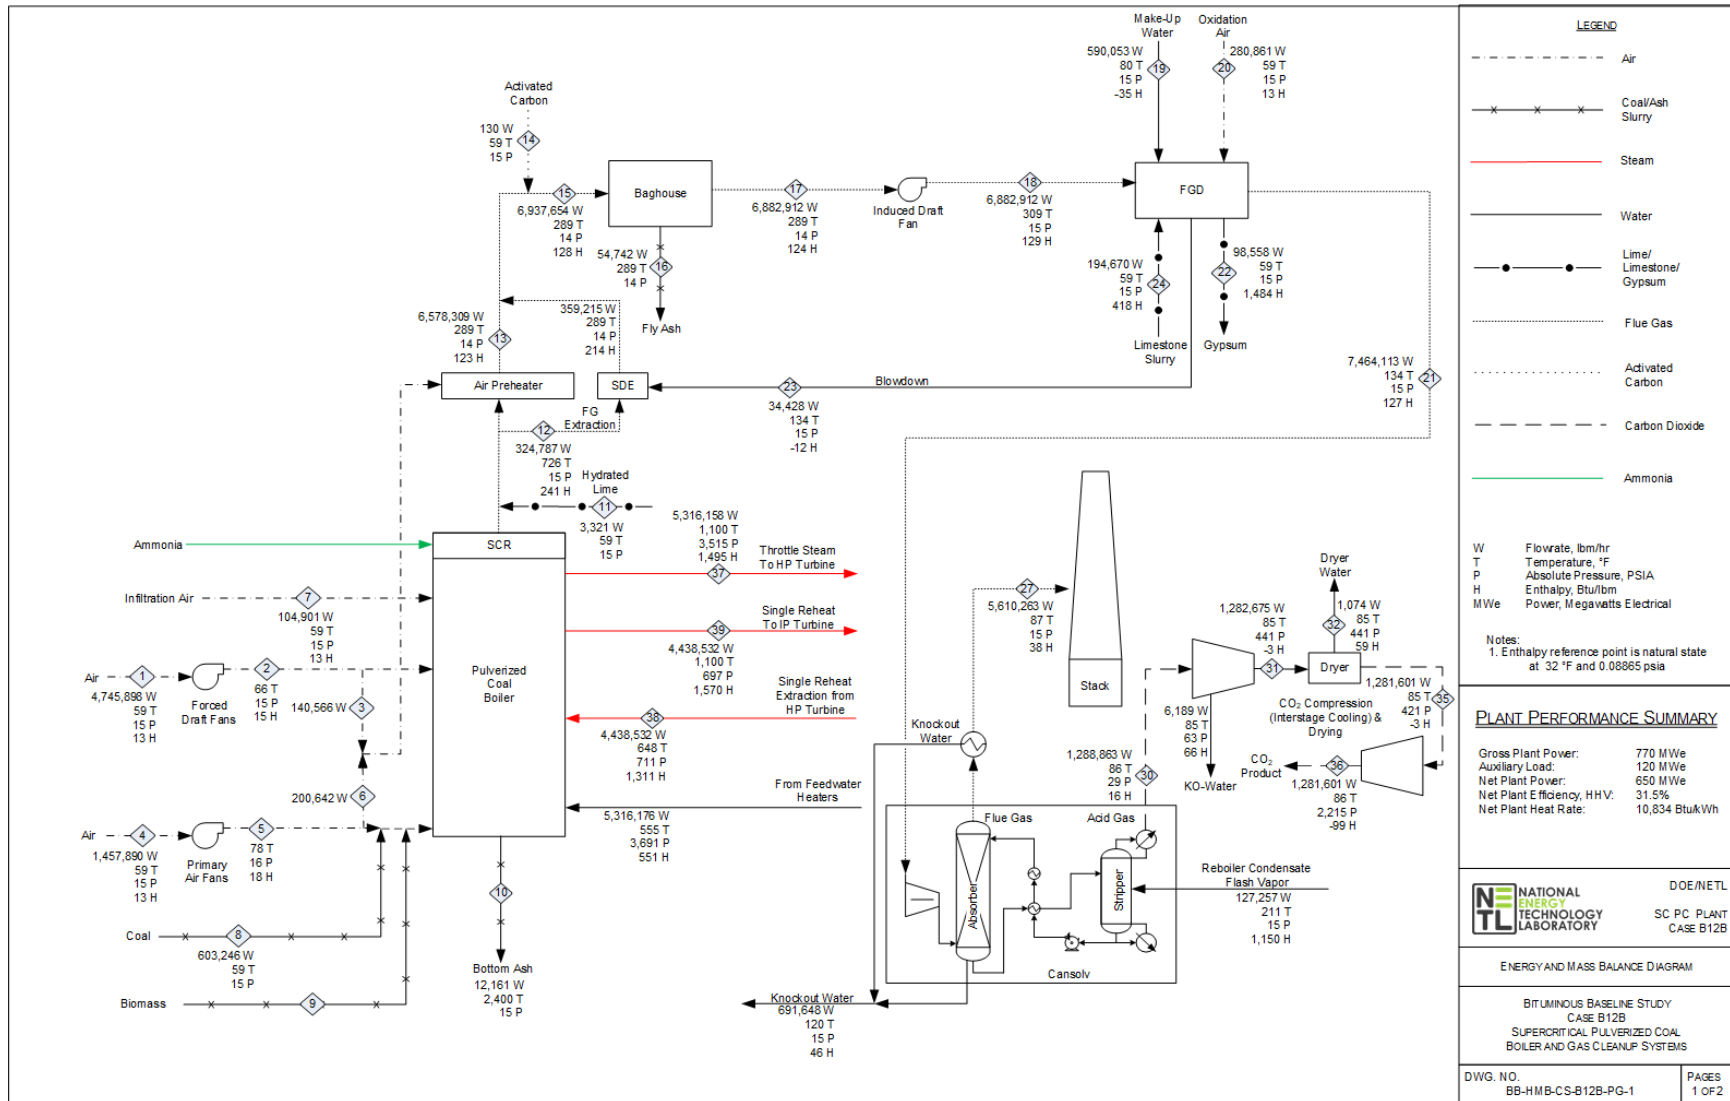 Make-Up
Water
590,053 W
80 T
15 P
-35 H
19
Oxidation
Air
280,861 W
59 T
15 P
13 H
20
Activated
Carbon
130 W
59 T
15 P
14
15
6,937,654 W
289 T
14 P
128 H
Baghouse
17
6,882,912 W
289 T
14 P
124 H
Induced Draft
Fan
18
6,882,912 W
309 T
15 P
129 H
FGD
54,742 W
289 T
14 P
16
Fly Ash
194,670 W
59 T
15 P
418 H
24
Limestone
Slurry
98,558 W
59 T
15 P
1,484 H
22
Gypsum
6,578,309 W
289 T
14 P
123 H
13
359,215 W
289 T
14 P
214 H
7,464,113 W
134 T
15 P
127 H
21
Air Preheater
SDE
Blowdown
23
34,428 W
134 T
15 P
-12 H
FG
Extraction
12
324,787 W
726 T
15 P
241 H
Hydrated
Lime
11
3,321 W
59 T
15 P
Ammonia
SCR
5,316,158 W
1,100 T
3,515 P
1,495 H
Throttle Steam
To HP Turbine
37
Infiltration Air
7
104,901 W
59 T
15 P
13 H
Single Reheat
To IP Turbine
39
4,438,532 W
1,100 T
697 P
1,570 H
Pulverized
Coal
Boiler
Air
1
4,745,898 W
59 T
15 P
13 H
Forced
Draft Fans
2
66 T
15 P
15 H
140,566 W
3
Single Reheat
Extraction from
HP Turbine
38
4,438,532 W
648 T
711 P
1,311 H
200,642 W
6
From Feedwater
Heaters
5,316,176 W
555 T
3,691 P
551 H
Air
4
1,457,890 W
59 T
15 P
13 H
Primary
Air Fans
5
78 T
16 P
18 H
Coal
8
603,246 W
59 T
15 P
Biomass
9
10
Bottom Ash
12,161 W
2,400 T
15 P
27
5,610,263 W
87 T
15 P
38 H
Stack
Knockout
Water
1,288,863 W
86 T
29 P
16 H
30
1,282,675 W
85 T
441 P
-3 H
31
6,189 W
85 T
63 P
66 H
KO-Water
Dryer
Water
1,074 W
85 T
441 P
59 H
32
Dryer
CO₂ Compression
(Interstage Cooling) &
Drying
1,281,601 W
85 T
421 P
-3 H
35
CO₂
Product
36
1,281,601 W
86 T
2,215 P
-99 H
Flue Gas
Acid Gas
Absorber
Stripper
Cansolv
Reboiler Condensate
Flash Vapor
127,257 W
211 T
15 P
1,150 H
Knockout Water
691,648 W
120 T
15 P
46 H
LEGEND
Air
Coal/Ash
Slurry
Steam
Water
Lime/
Limestone/
Gypsum
Flue Gas
Activated
Carbon
Carbon Dioxide
Ammonia
W Flowrate, lbm/hr
T Temperature, °F
P Absolute Pressure, PSIA
H Enthalpy, Btu/lbm
MWe Power, Megawatts Electrical
Notes:
1. Enthalpy reference point is natural state
at 32 °F and 0.08865 psia
PLANT PERFORMANCE SUMMARY
Gross Plant Power: 770 MWe
Auxiliary Load: 120 MWe
Net Plant Power: 650 MWe
Net Plant Efficiency, HHV: 31.5%
Net Plant Heat Rate: 10,834 Btu/kWh
NETL
NATIONAL
ENERGY
TECHNOLOGY
LABORATORY
DOE/NETL
SC PC PLANT
CASE B12B
ENERGY AND MASS BALANCE DIAGRAM
BITUMINOUS BASELINE STUDY
CASE B12B
SUPERCRITICAL PULVERIZED COAL
BOILER AND GAS CLEANUP SYSTEMS
DWG. NO.
BB-HMB-CS-B12B-PG-1
PAGES
1 OF 2